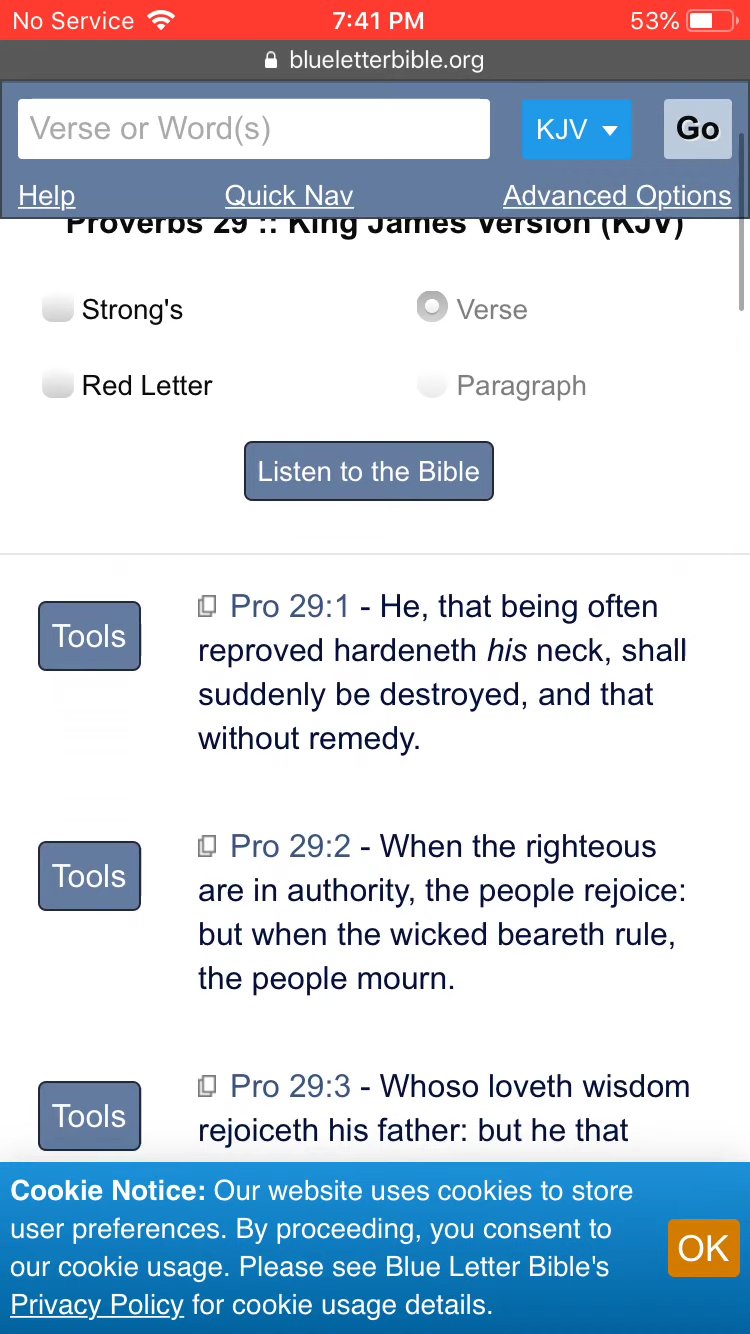 No Service 7:41 PM 53%
blueletterbible.org
Verse or Word(s) KJV Go
Help Quick Nav Advanced Options
Proverbs 29 :: King James Version (KJV)
Strong's Verse
Red Letter Paragraph
Listen to the Bible
Tools
Pro 29:1 - He, that being often
reproved hardeneth his neck, shall
suddenly be destroyed, and that
without remedy.
Tools
Pro 29:2 - When the righteous
are in authority, the people rejoice:
but when the wicked beareth rule,
the people mourn.
Tools
Pro 29:3 - Whoso loveth wisdom
rejoiceth his father: but he that
Cookie Notice: Our website uses cookies to store
user preferences. By proceeding, you consent to
our cookie usage. Please see Blue Letter Bible's
Privacy Policy for cookie usage details.
OK